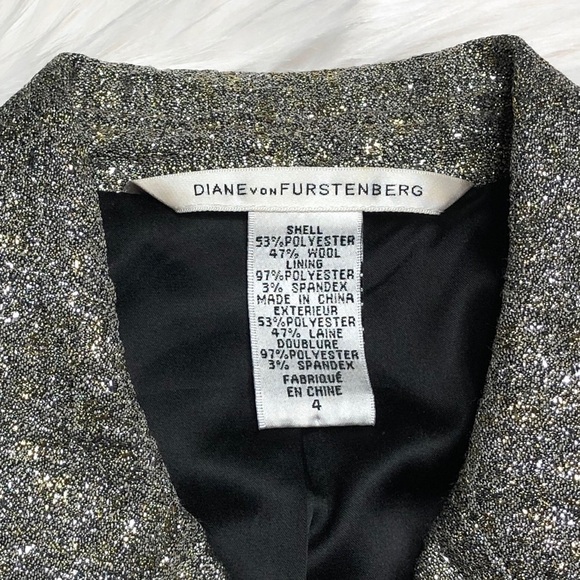 DIANE VON FURSTENBERG
SHELL
53%POLYESTER
47% WOOL
LINING
97%POLYESTER
3% SPANDEX
MADE IN CHINA
EXTERIEUR
53%POLYESTER
47% LAINE
DOUBLURE
97%POLYESTER
3% SPANDEX
FABRIQUÉ
EN CHINE
4